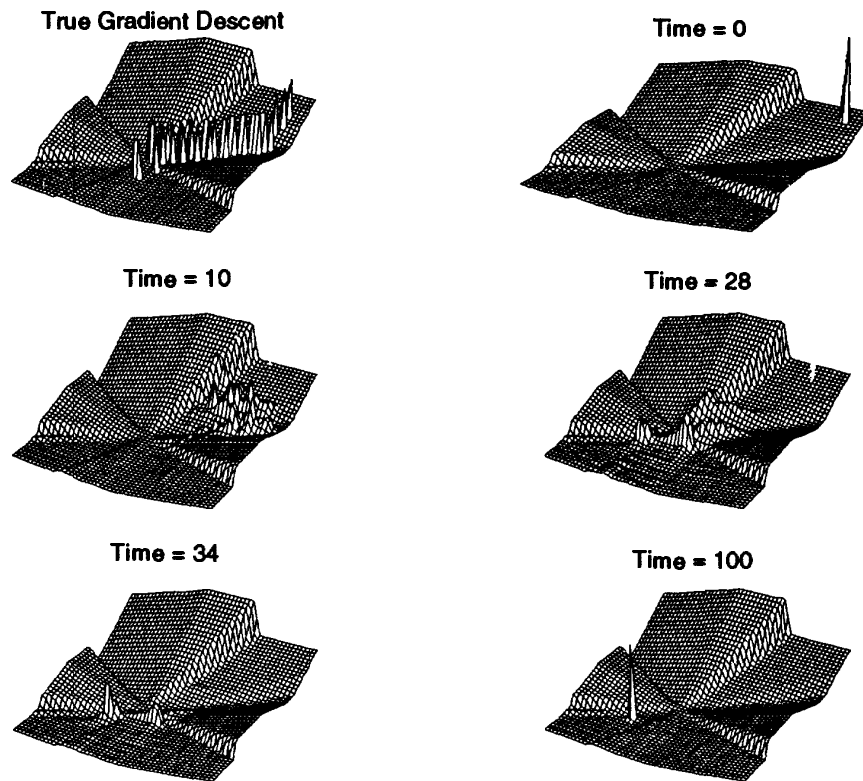 True Gradient Descent
Time = 0
Time = 10
Time = 28
Time = 34
Time = 100